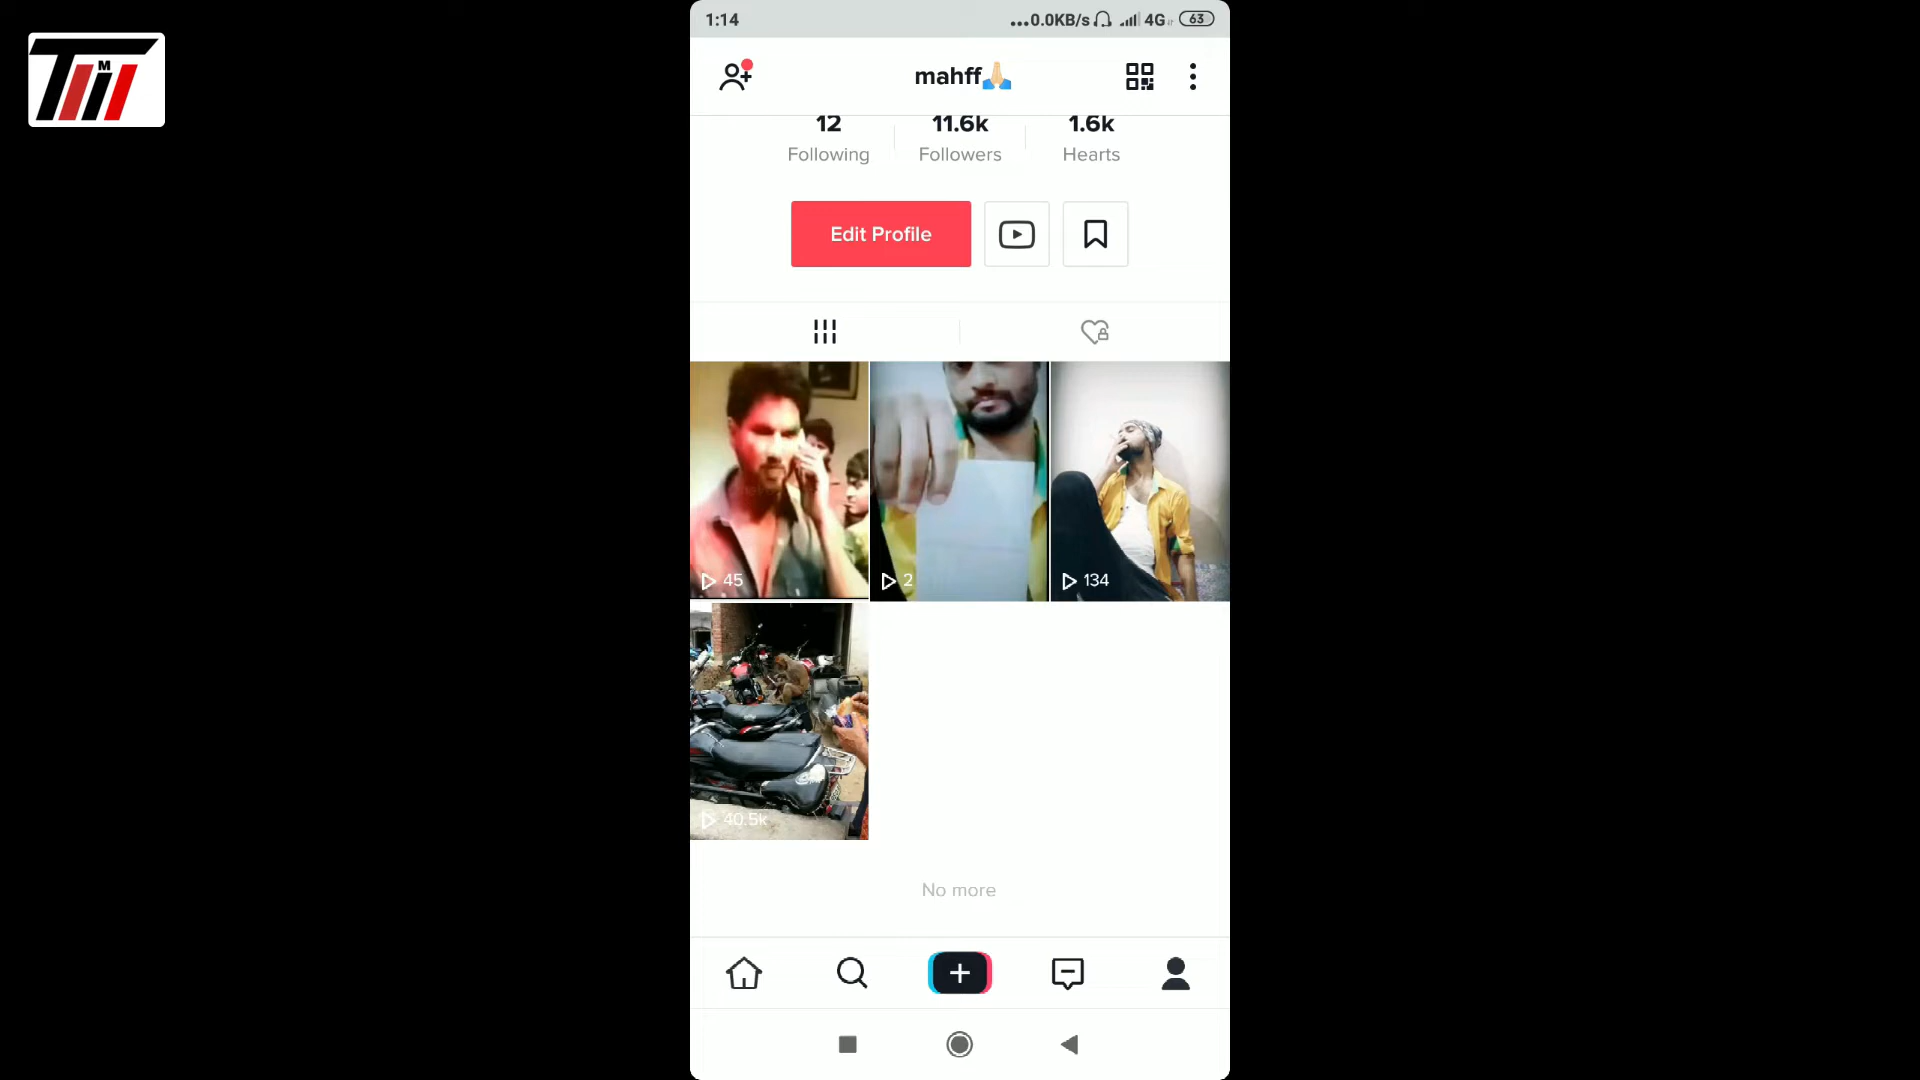 TM
1:14 ...0.0KB/s 4G 63
mahff🙏🏼
12 11.6k 1.6k
Following Followers Hearts
Edit Profile
45 2 134
40.5k
No more